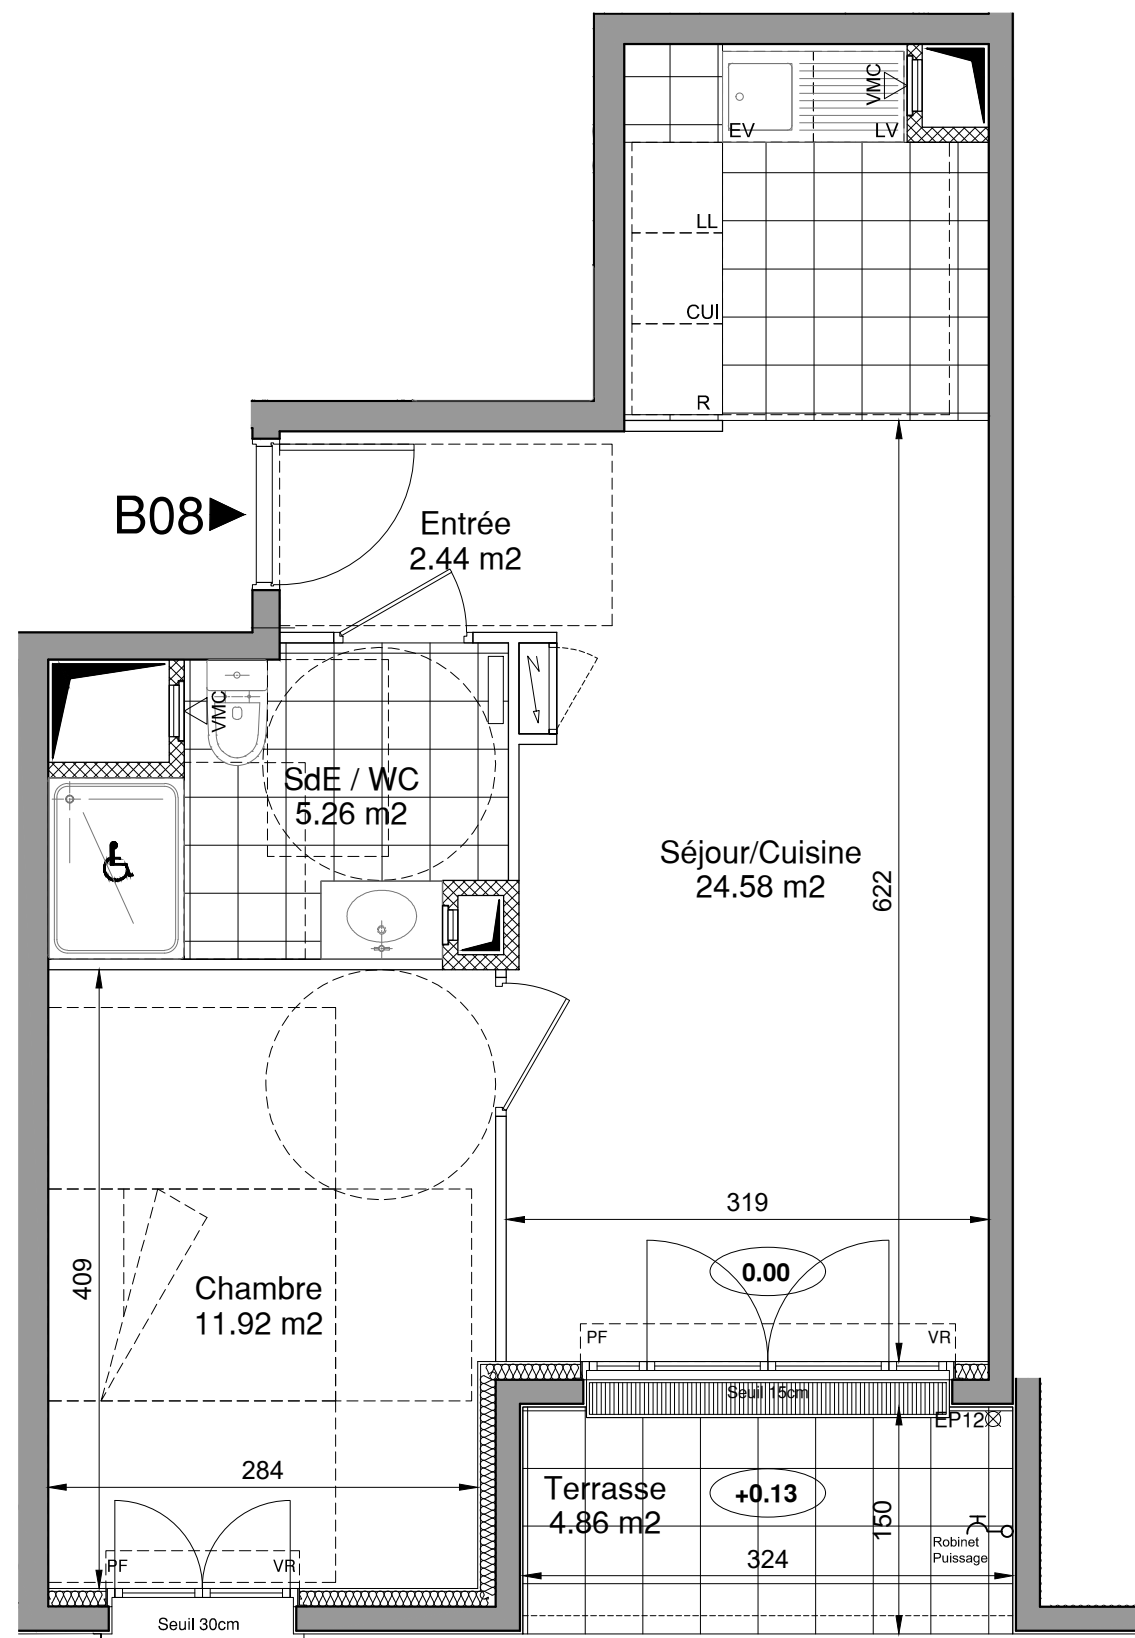 VMC
EV
LV
LL
CUI
R
B08
Entrée
2.44 m2
VMC
SdE / WC
5.26 m2
Séjour/Cuisine
24.58 m2
622
319
409
Chambre
11.92 m2
0.00
PF
VR
Seuil 15cm
EP12
284
Terrasse
4.86 m2
+0.13
150
Robinet
Puissage
324
PF
VR
Seuil 30cm